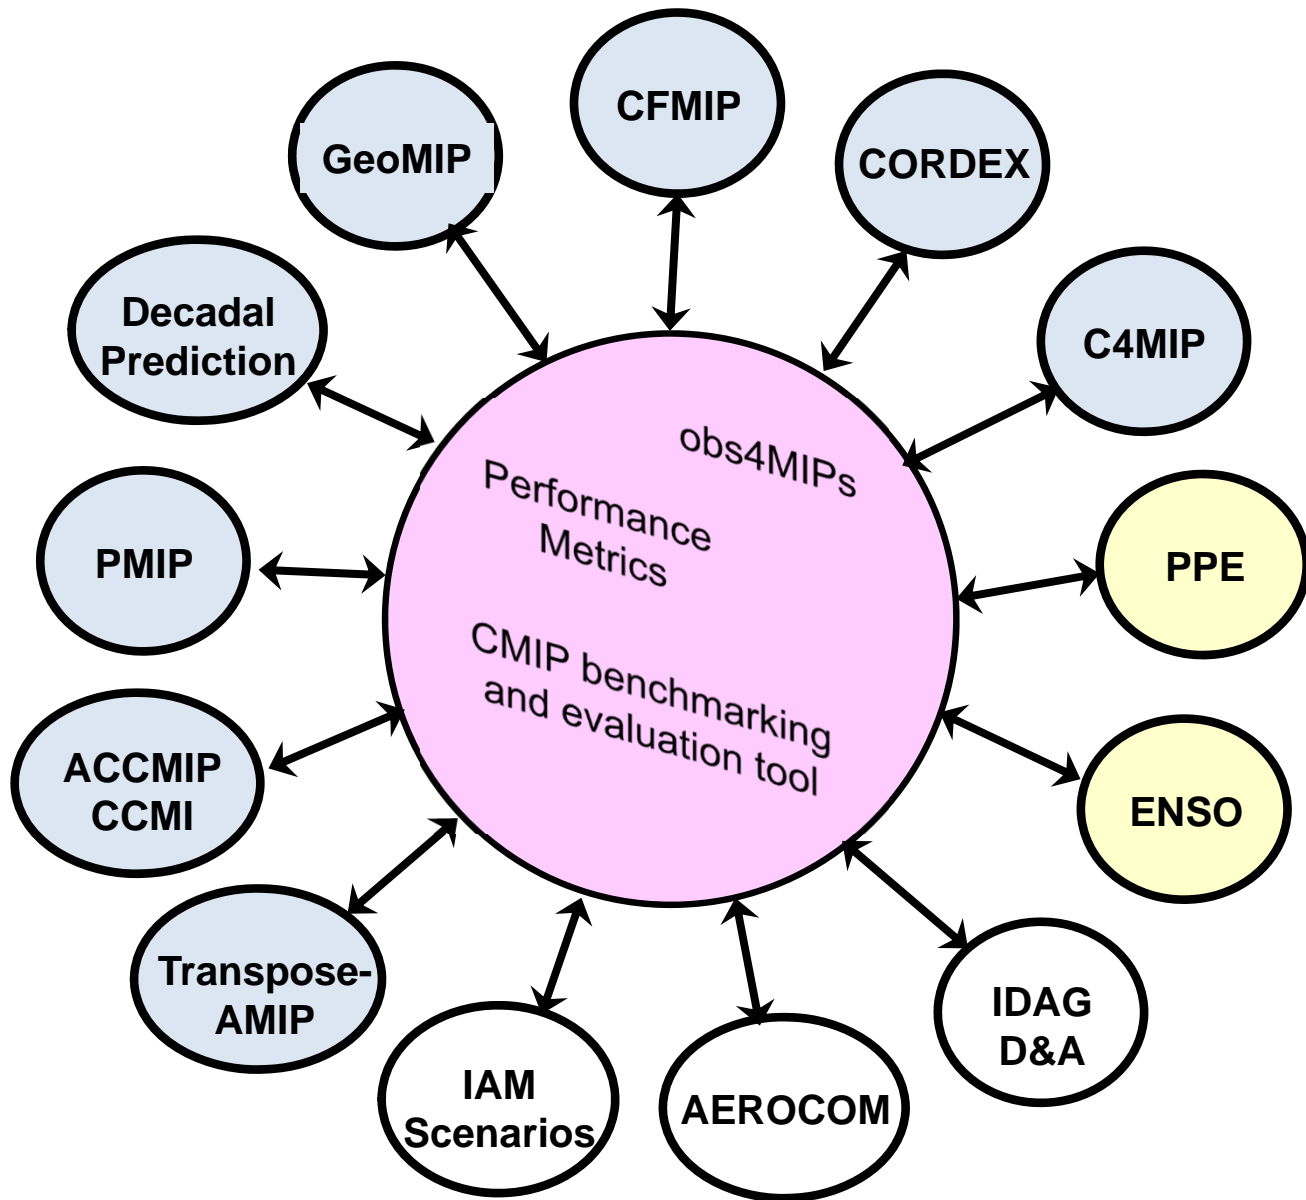 CFMIP
GeoMIP
CORDEX
Decadal
Prediction
C4MIP
obs4MIPs
Performance
Metrics
PMIP
PPE
CMIP benchmarking
and evaluation tool
ACCMIP
CCMI
ENSO
Transpose-
AMIP
IDAG
D&A
IAM
Scenarios
AEROCOM